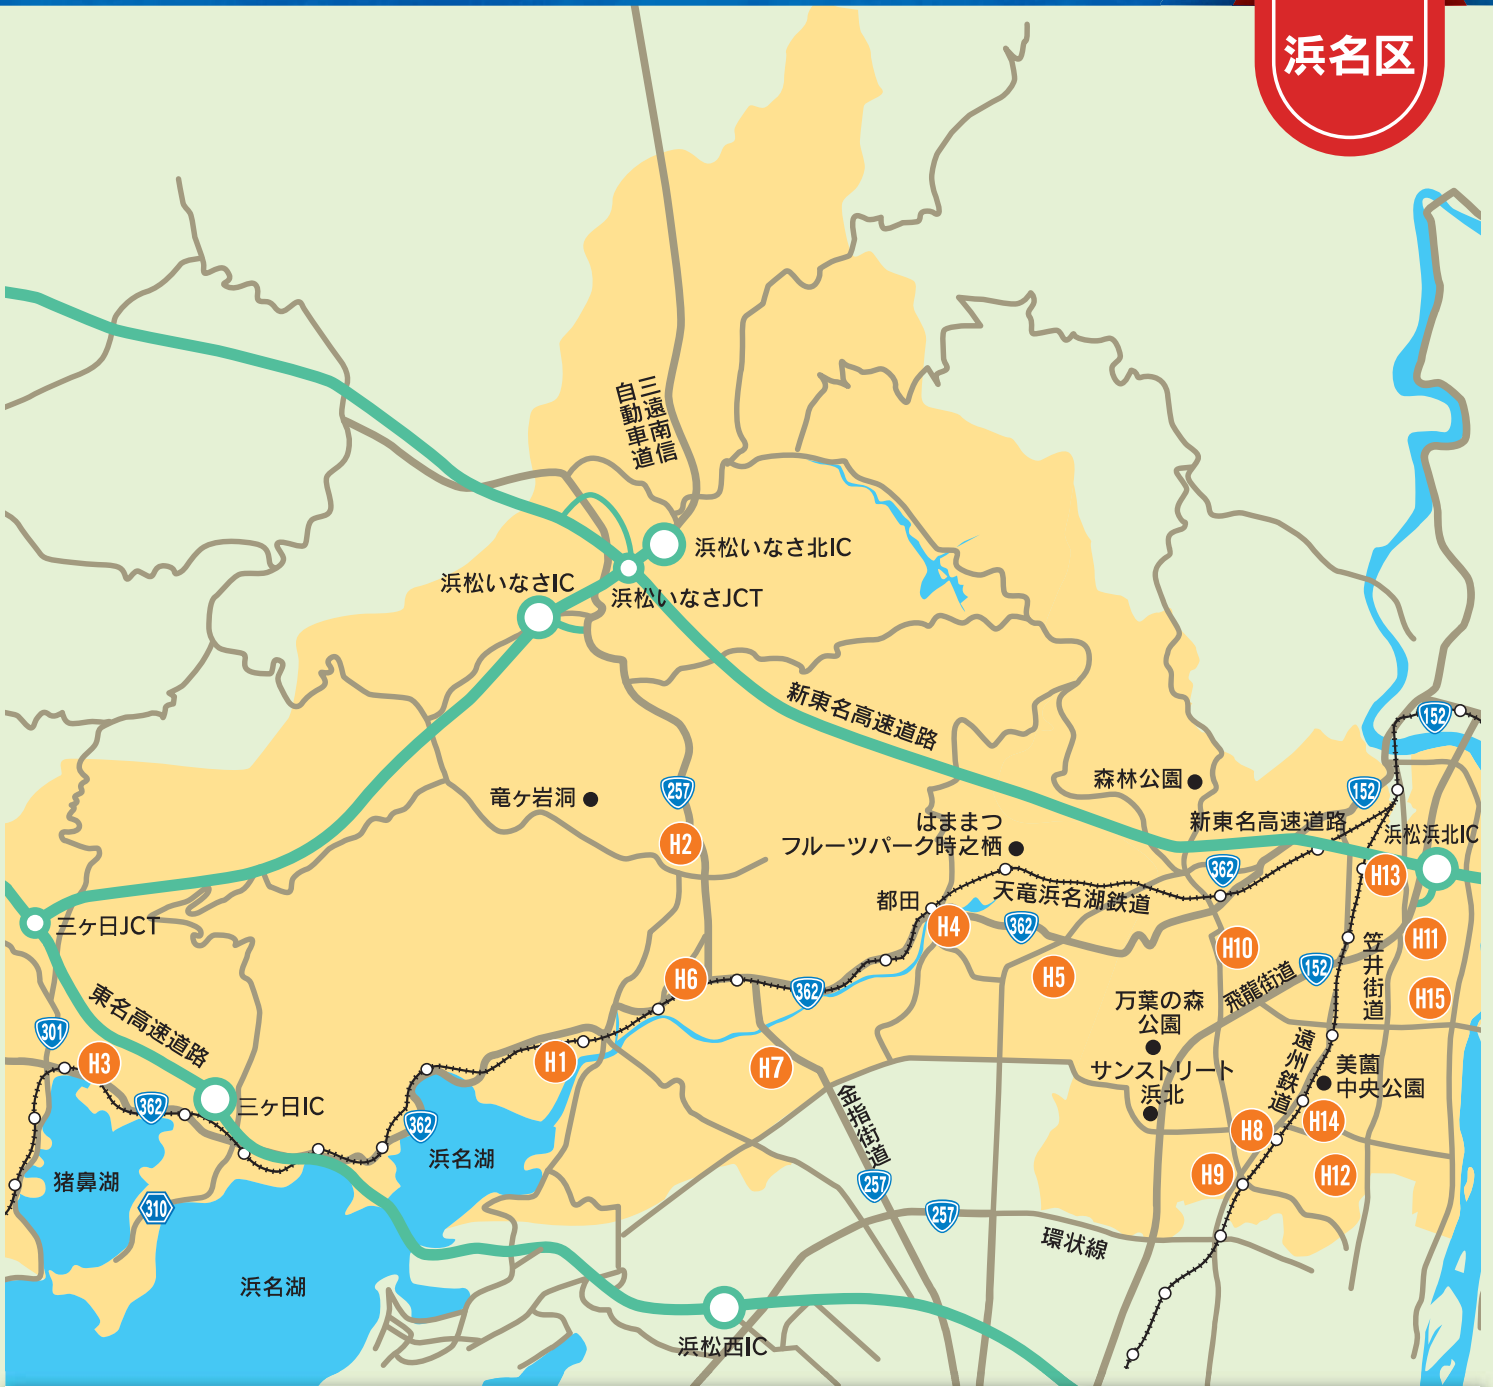 浜名区
三遠南信
自動車道
浜松いなさ北IC
浜松いなさIC
浜松いなさJCT
新東名高速道路
152
257
竜ヶ岩洞
森林公園
152
H2
はままつ
フルーツパーク時之栖
新東名高速道路
浜松浜北IC
362
H13
天竜浜名湖鉄道
都田
H4
362
三ヶ日JCT
H10
笠井街道
H11
H6
H5
飛龍街道
152
362
H15
東名高速道路
万葉の森
公園
301
H3
H1
H7
遠州鉄道
サンストリート
浜北
美薗
中央公園
362
三ヶ日IC
362
金指街道
H8
H14
浜名湖
猪鼻湖
H9
H12
257
310
257
環状線
浜名湖
浜松西IC